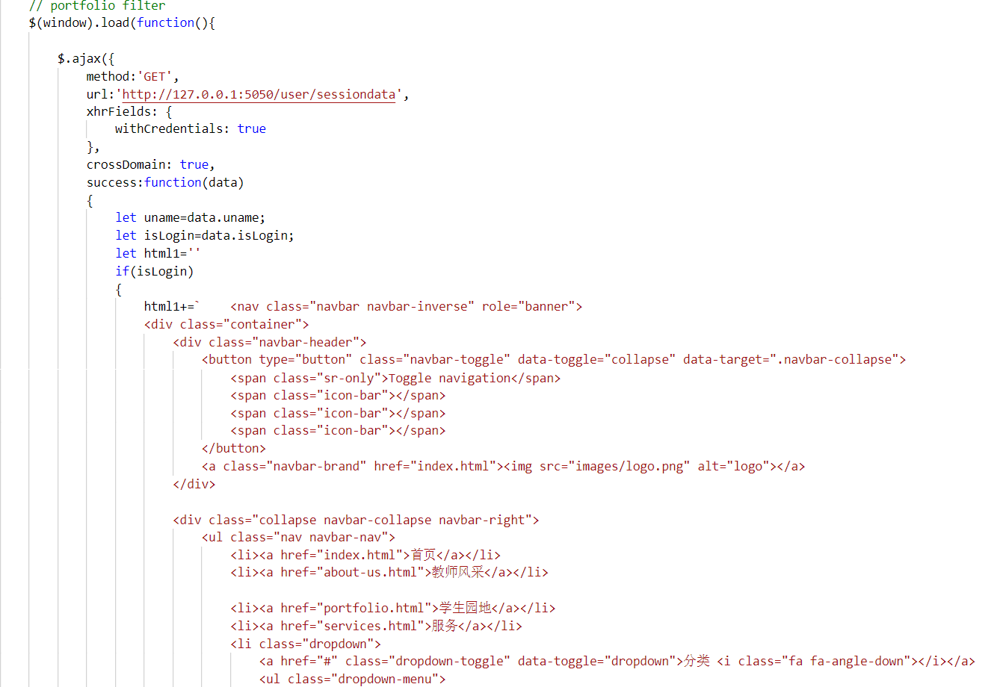 // portfolio filter
$(window).load(function(){
$.ajax({
method:'GET',
url:'http://127.0.0.1:5050/user/sessiondata',
xhrFields: {
withCredentials: true
},
crossDomain: true,
success:function(data)
{
let uname=data.uname;
let isLogin=data.isLogin;
let html1=''
if(isLogin)
{
html1+=`    <nav class="navbar navbar-inverse" role="banner">
<div class="container">
<div class="navbar-header">
<button type="button" class="navbar-toggle" data-toggle="collapse" data-target=".navbar-collapse">
<span class="sr-only">Toggle navigation</span>
<span class="icon-bar"></span>
<span class="icon-bar"></span>
<span class="icon-bar"></span>
</button>
<a class="navbar-brand" href="index.html"><img src="images/logo.png" alt="logo"></a>
</div>
<div class="collapse navbar-collapse navbar-right">
<ul class="nav navbar-nav">
<li><a href="index.html">首页</a></li>
<li><a href="about-us.html">教师风采</a></li>
<li><a href="portfolio.html">学生园地</a></li>
<li><a href="services.html">服务</a></li>
<li class="dropdown">
<a href="#" class="dropdown-toggle" data-toggle="dropdown">分类 <i class="fa fa-angle-down"></i></a>
<ul class="dropdown-menu">